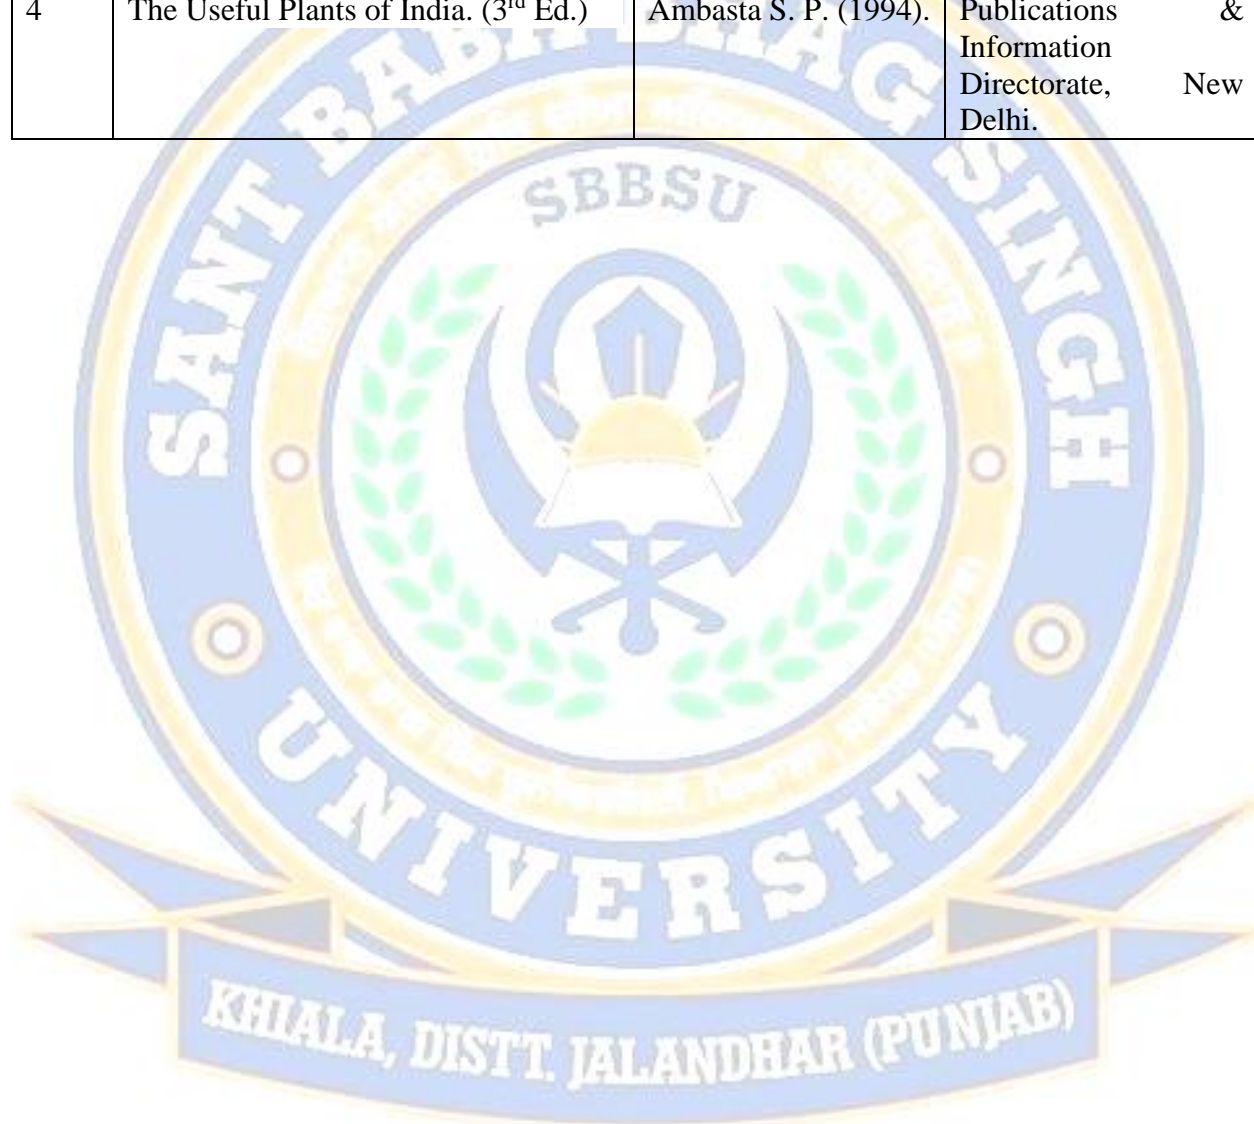 4 The Useful Plants of India. (3rd Ed.) Ambasta S. P. (1994). Publications &
Information
Directorate, New
Delhi.
SANT BABA BHAG SINGH
SBBSU
UNIVERSITY
KHIALA, DISTT. JALANDHAR (PUNJAB)